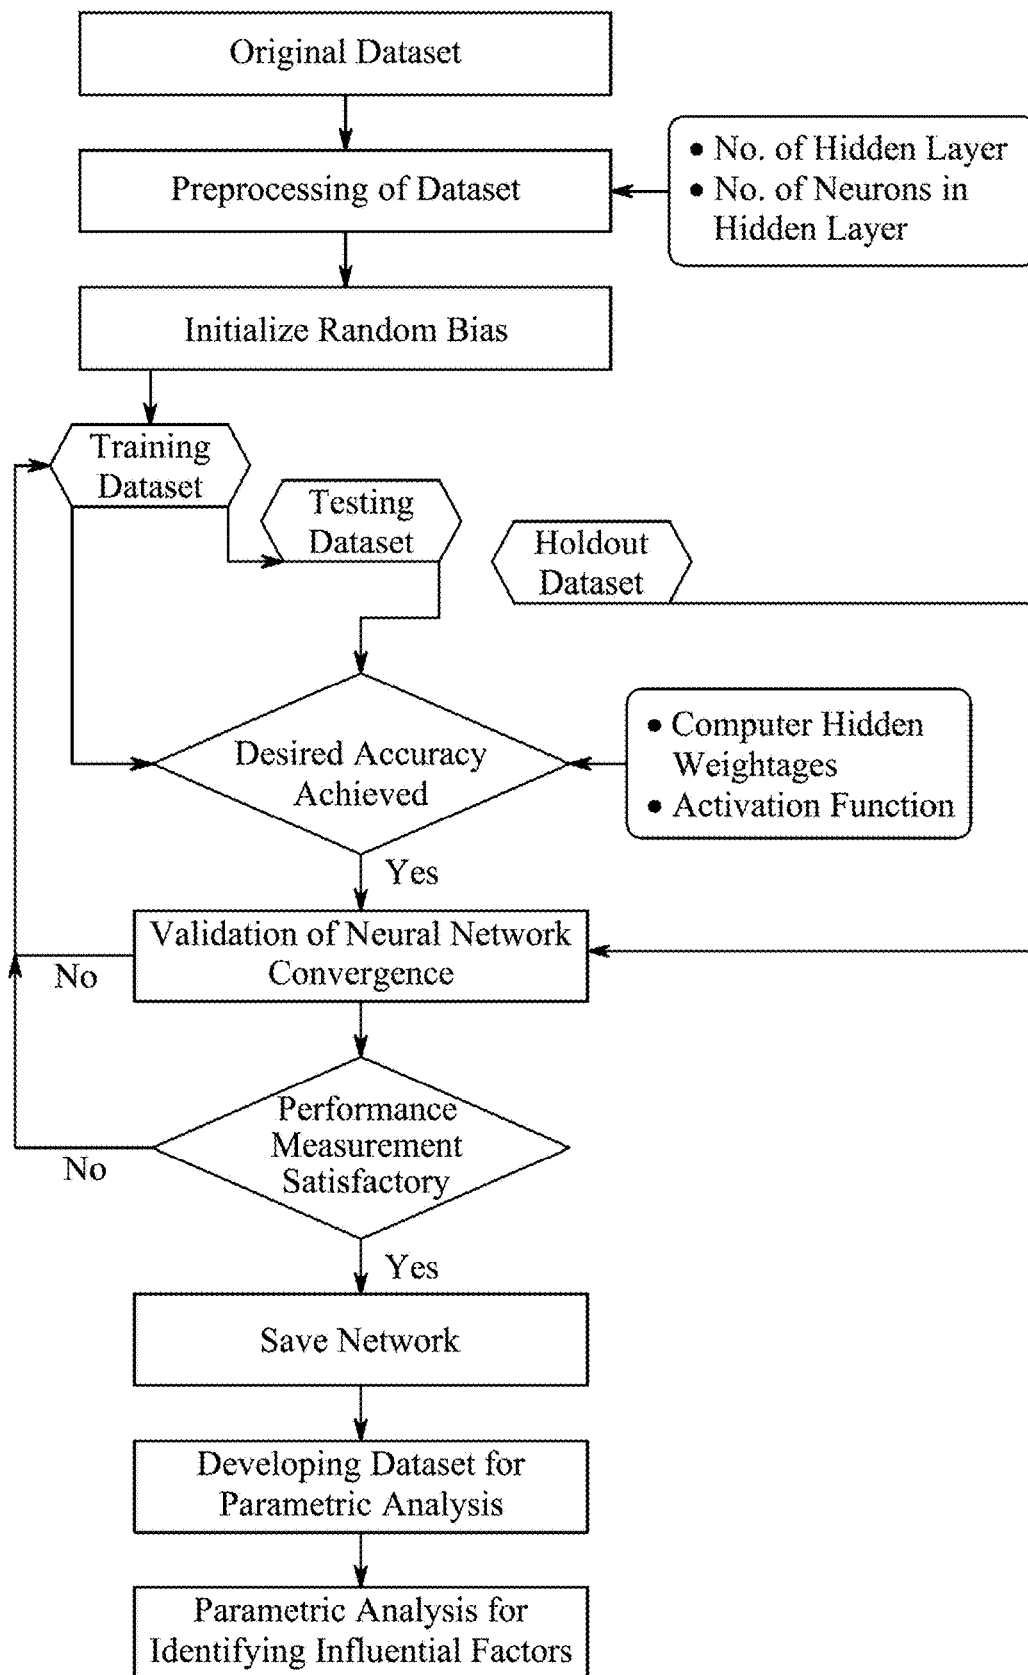 Original Dataset
Preprocessing of Dataset
• No. of Hidden Layer
• No. of Neurons in
Hidden Layer
Initialize Random Bias
Training
Dataset
Testing
Dataset
Holdout
Dataset
Desired Accuracy
Achieved
• Computer Hidden
Weightages
• Activation Function
Yes
Validation of Neural Network
Convergence
No
Performance
Measurement
Satisfactory
No
Yes
Save Network
Developing Dataset for
Parametric Analysis
Parametric Analysis for
Identifying Influential Factors